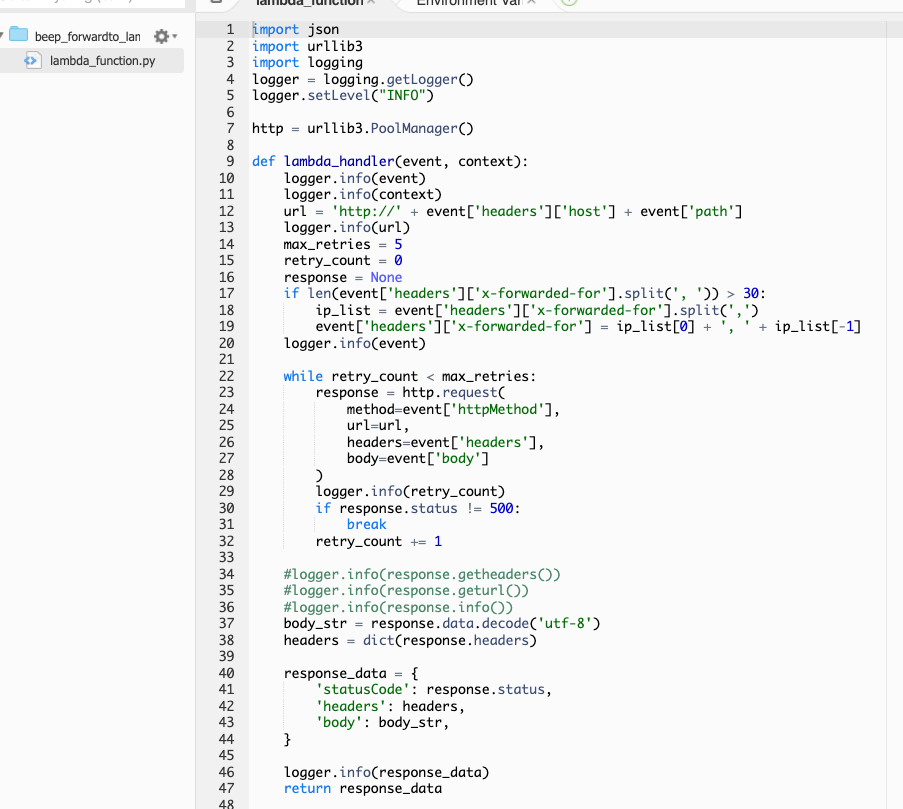 lambda_function
Environment Var
beep_forwardto_lan
lambda_function.py
1 import json
2 import urllib3
3 import logging
4 logger = logging.getLogger()
5 logger.setLevel("INFO")
6
7 http = urllib3.PoolManager()
8
9 def lambda_handler(event, context):
10 logger.info(event)
11 logger.info(context)
12 url = 'http://' + event['headers']['host'] + event['path']
13 logger.info(url)
14 max_retries = 5
15 retry_count = 0
16 response = None
17 if len(event['headers']['x-forwarded-for'].split(', ')) > 30:
18 ip_list = event['headers']['x-forwarded-for'].split(',')
19 event['headers']['x-forwarded-for'] = ip_list[0] + ', ' + ip_list[-1]
20 logger.info(event)
21
22 while retry_count < max_retries:
23 response = http.request(
24 method=event['httpMethod'],
25 url=url,
26 headers=event['headers'],
27 body=event['body']
28 )
29 logger.info(retry_count)
30 if response.status != 500:
31 break
32 retry_count += 1
33
34 #logger.info(response.getheaders())
35 #logger.info(response.geturl())
36 #logger.info(response.info())
37 body_str = response.data.decode('utf-8')
38 headers = dict(response.headers)
39
40 response_data = {
41 'statusCode': response.status,
42 'headers': headers,
43 'body': body_str,
44 }
45
46 logger.info(response_data)
47 return response_data
48